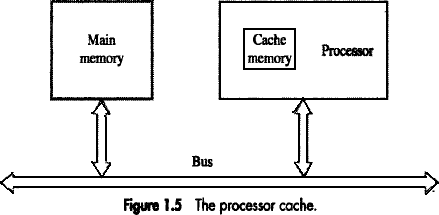 Main
memory
Cache
memory
Processor
Bus
Figure 1.5 The processor cache.